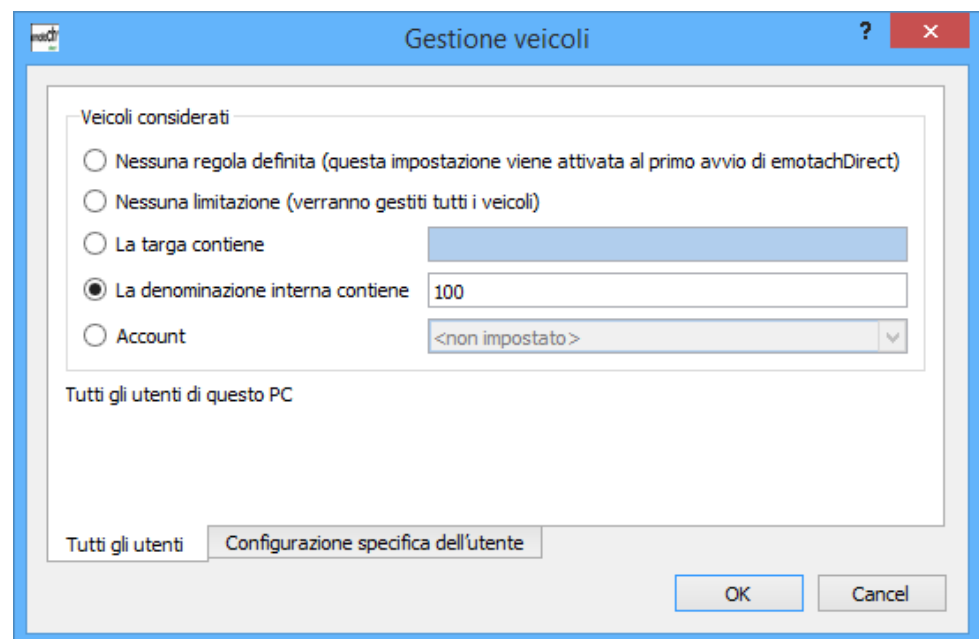 Gestione veicoli
?
Veicoli considerati
Nessuna regola definita (questa impostazione viene attivata al primo avvio di emotachDirect)
Nessuna limitazione (verranno gestiti tutti i veicoli)
La targa contiene
La denominazione interna contiene 100
Account <non impostato>
Tutti gli utenti di questo PC
Tutti gli utenti Configurazione specifica dell'utente
OK Cancel